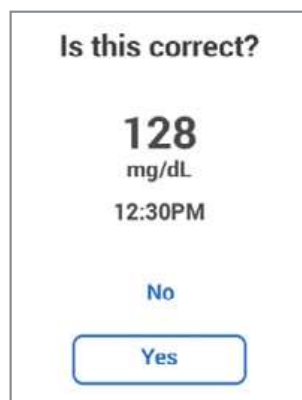 Is this correct?
128
mg/dL
12:30PM
No
Yes